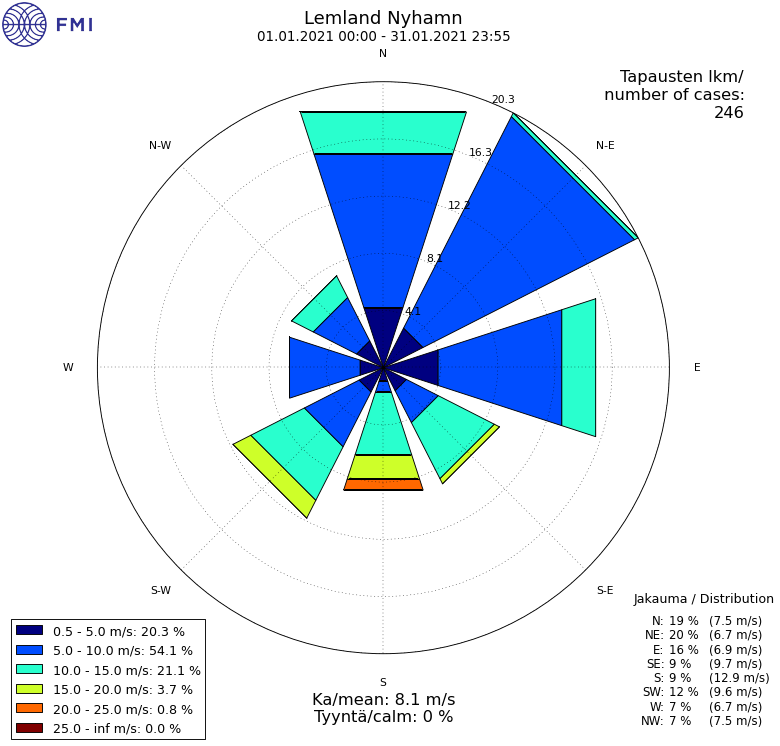 FMI
Lemland Nyhamn
01.01.2021 00:00 - 31.01.2021 23:55
Tapausten lkm/
number of cases:
246
N
N-E
E
S-E
S
S-W
W
N-W
20.3
16.3
12.2
8.1
4.1
0.5 - 5.0 m/s: 20.3 %
5.0 - 10.0 m/s: 54.1 %
10.0 - 15.0 m/s: 21.1 %
15.0 - 20.0 m/s: 3.7 %
20.0 - 25.0 m/s: 0.8 %
25.0 - inf m/s: 0.0 %
Ka/mean: 8.1 m/s
Tyyntä/calm: 0 %
Jakauma / Distribution
N: 19 % (7.5 m/s)
NE: 20 % (6.7 m/s)
E: 16 % (6.9 m/s)
SE: 9 % (9.7 m/s)
S: 9 % (12.9 m/s)
SW: 12 % (9.6 m/s)
W: 7 % (6.7 m/s)
NW: 7 % (7.5 m/s)